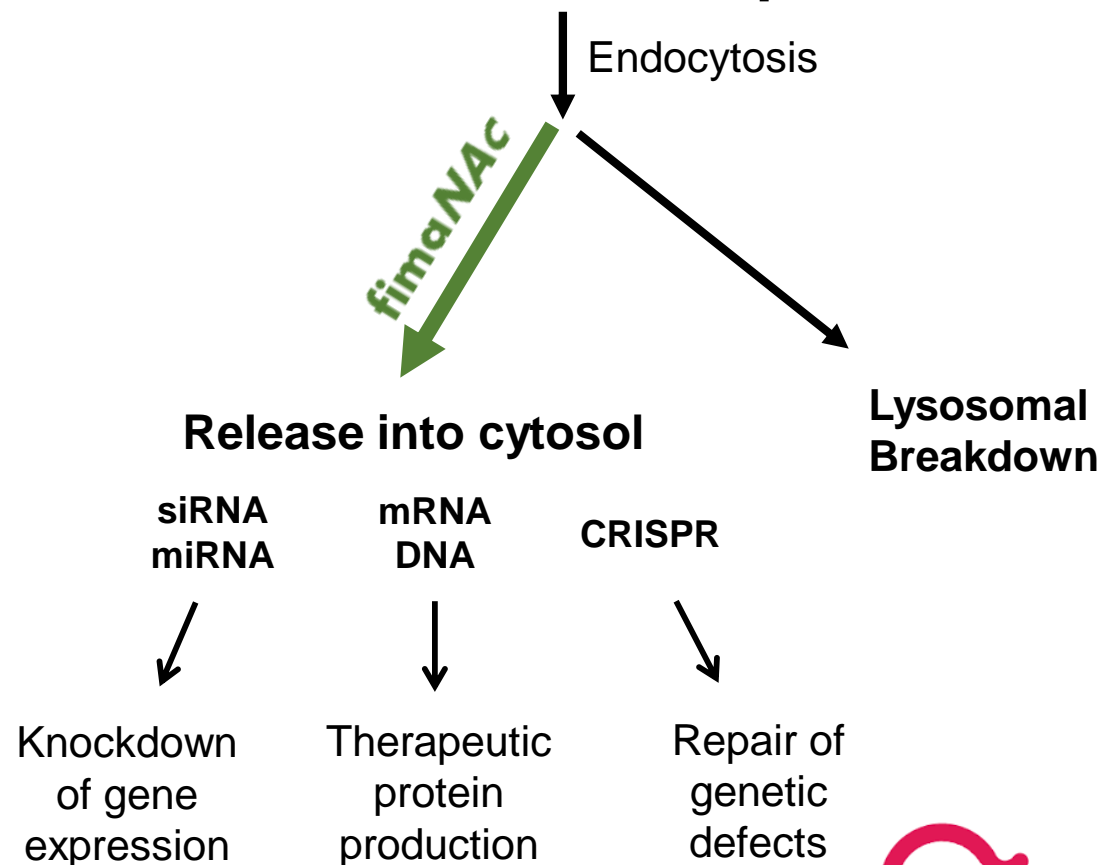 Endocytosis
fimaNAc
Release into cytosol
Lysosomal
Breakdown
siRNA
miRNA
mRNA
DNA
CRISPR
Knockdown
of gene
expression
Therapeutic
protein
production
Repair of
genetic
defects